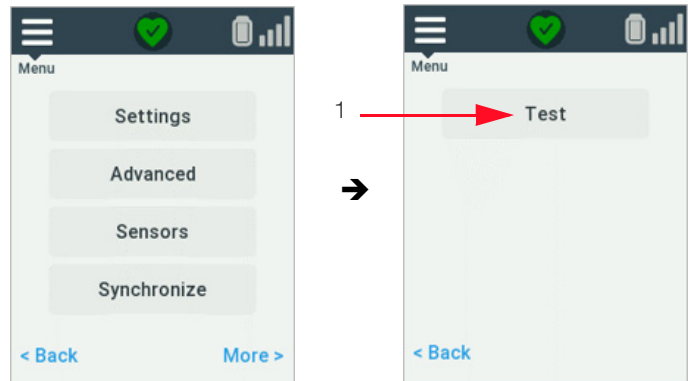 Menu
Settings
Advanced
Sensors
Synchronize
< Back More >
1
Menu
Test
< Back